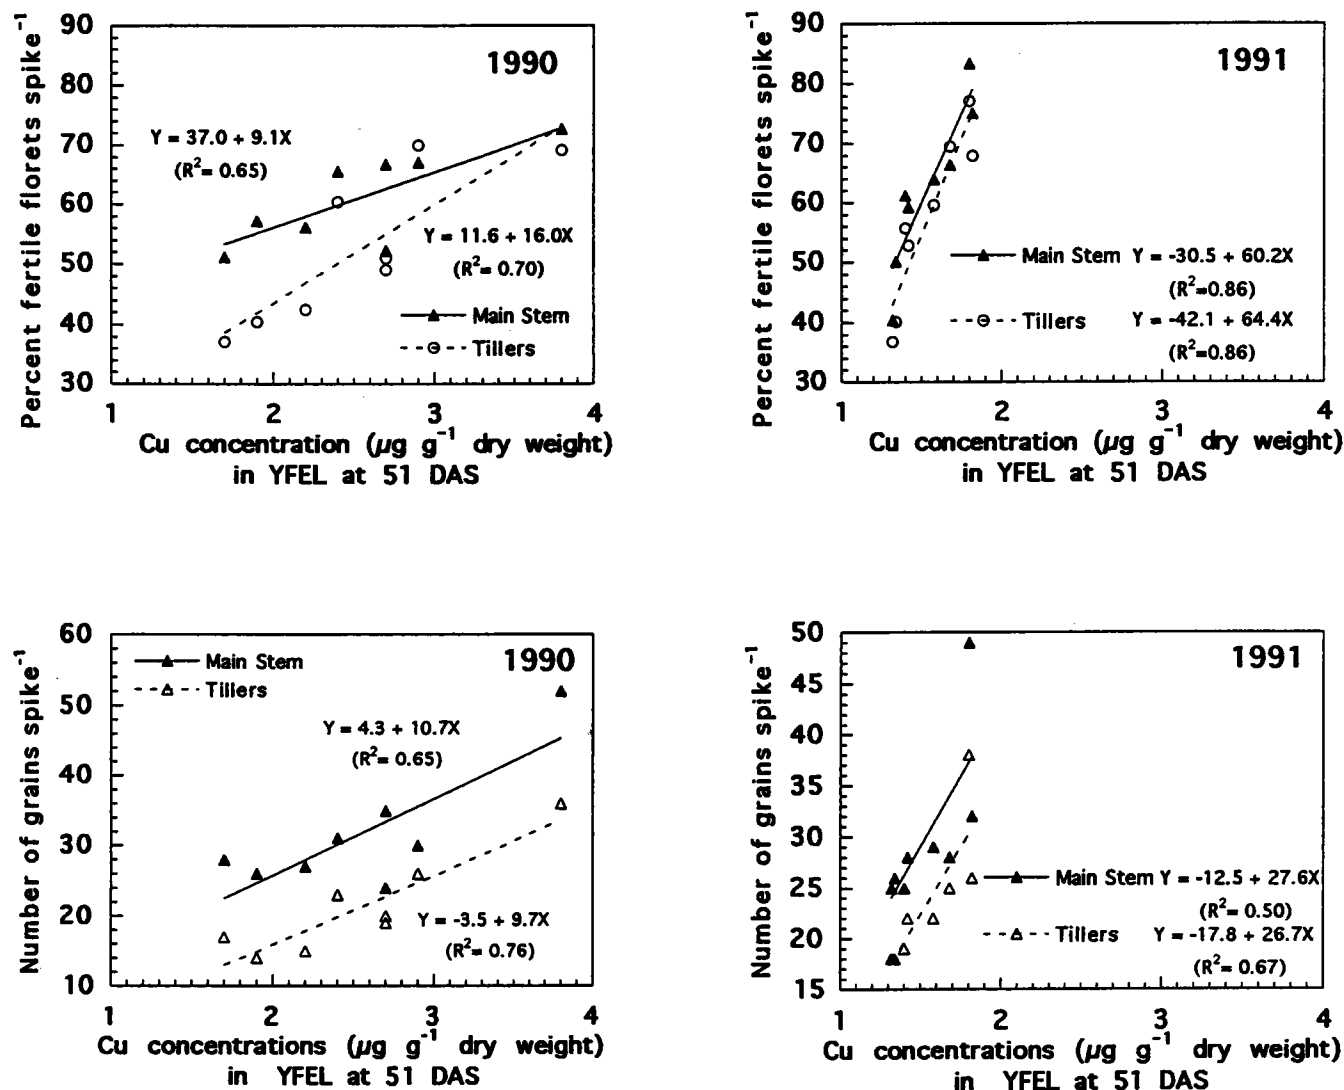 Percent fertile florets spike⁻¹
90
80
70
60
50
40
30
1990
Y = 37.0 + 9.1X
(R²= 0.65)
Y = 11.6 + 16.0X
(R²= 0.70)
Main Stem
Tillers
1 2 3 4
Cu concentration (µg g⁻¹ dry weight)
in YFEL at 51 DAS
Percent fertile florets spike⁻¹
90
80
70
60
50
40
30
1991
Main Stem Y = -30.5 + 60.2X
(R²=0.86)
Tillers Y = -42.1 + 64.4X
(R²=0.86)
1 2 3 4
Cu concentration (µg g⁻¹ dry weight)
in YFEL at 51 DAS
Number of grains spike⁻¹
60
50
40
30
20
10
Main Stem
Tillers
1990
Y = 4.3 + 10.7X
(R²= 0.65)
Y = -3.5 + 9.7X
(R²= 0.76)
1 2 3 4
Cu concentrations (µg g⁻¹ dry weight)
in YFEL at 51 DAS
Number of grains spike⁻¹
50
45
40
35
30
25
20
15
1991
Main Stem Y = -12.5 + 27.6X
(R²= 0.50)
Tillers Y = -17.8 + 26.7X
(R²= 0.67)
1 2 3 4
Cu concentrations (µg g⁻¹ dry weight)
in YFEL at 51 DAS